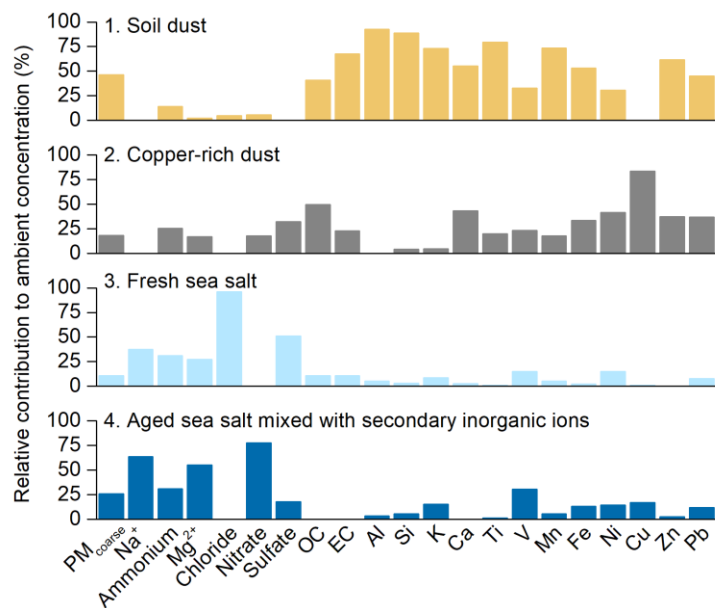 Relative contribution to ambient concentration (%)
100
75
50
25
0
1. Soil dust
100
75
50
25
0
2. Copper-rich dust
100
75
50
25
0
3. Fresh sea salt
100
75
50
25
0
4. Aged sea salt mixed with secondary inorganic ions
PMcoarse
Na+
Ammonium
Mg2+
Chloride
Nitrate
Sulfate
OC
EC
Al
Si
K
Ca
Ti
V
Mn
Fe
Ni
Cu
Zn
Pb